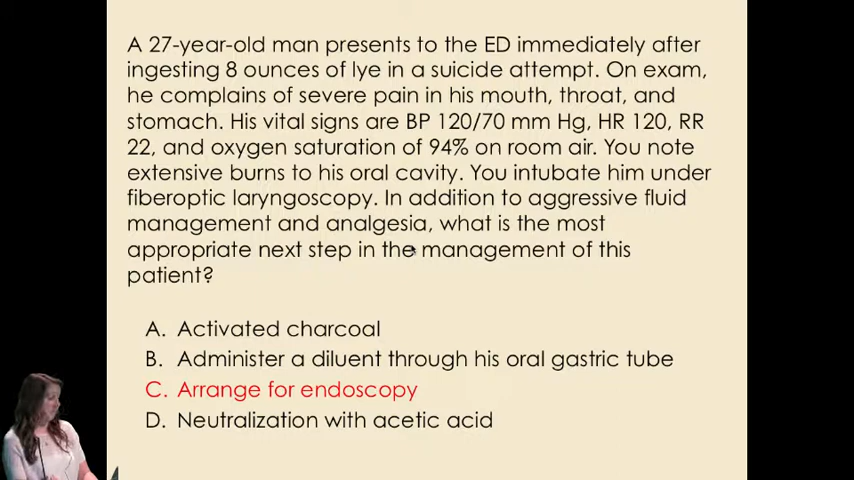 A 27-year-old man presents to the ED immediately after
ingesting 8 ounces of lye in a suicide attempt. On exam,
he complains of severe pain in his mouth, throat, and
stomach. His vital signs are BP 120/70 mm Hg, HR 120, RR
22, and oxygen saturation of 94% on room air. You note
extensive burns to his oral cavity. You intubate him under
fiberoptic laryngoscopy. In addition to aggressive fluid
management and analgesia, what is the most
appropriate next step in the management of this
patient?
A. Activated charcoal
B. Administer a diluent through his oral gastric tube
C. Arrange for endoscopy
D. Neutralization with acetic acid